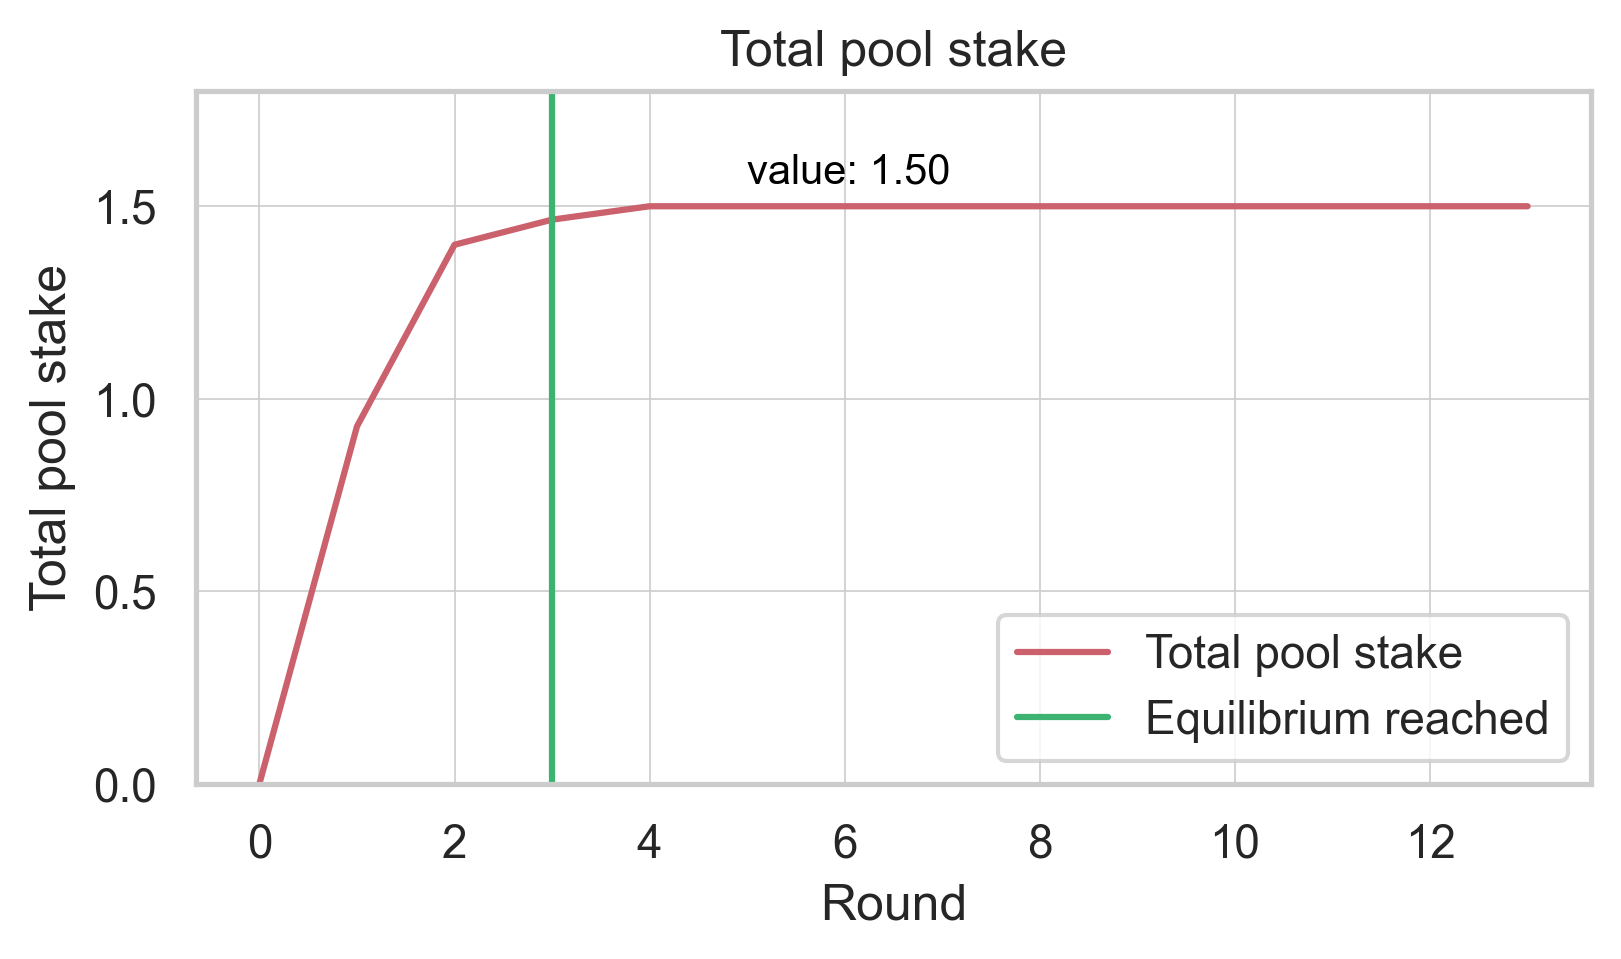 Total pool stake
value: 1.50
Total pool stake
1.5
1.0
0.5
0.0
Total pool stake
Equilibrium reached
0 2 4 6 8 10 12
Round